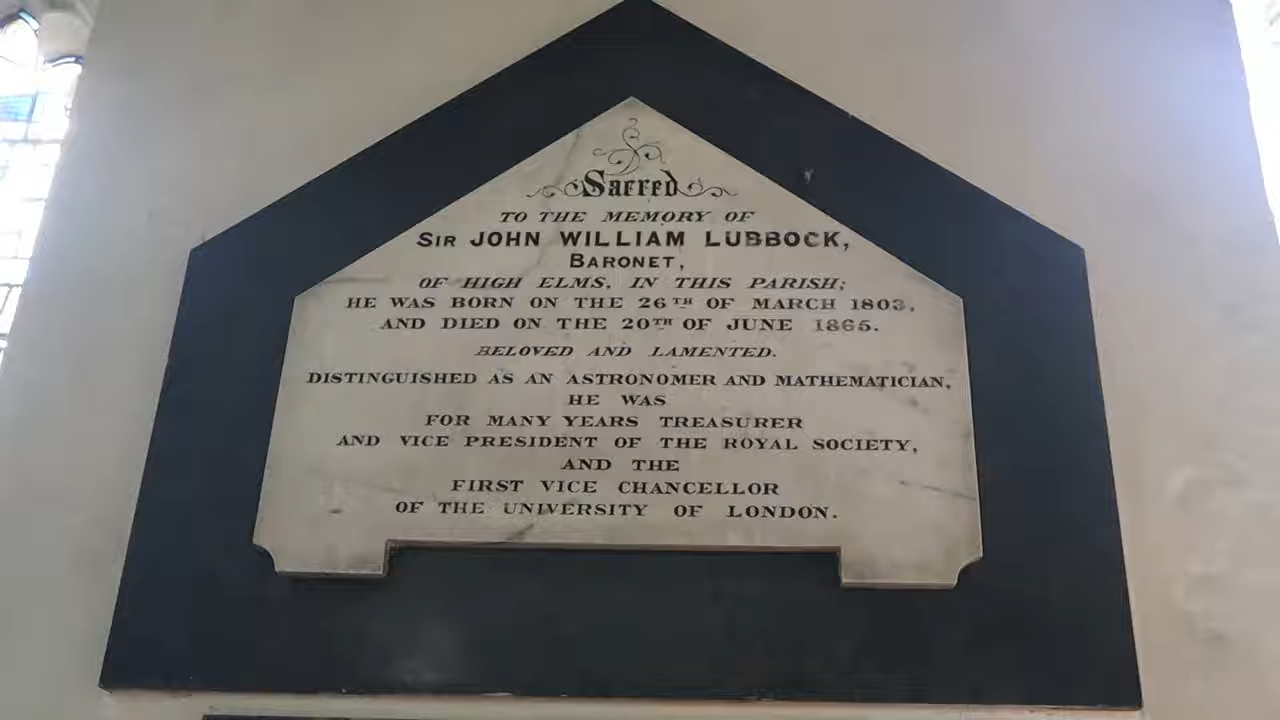 Sacred
TO THE MEMORY OF
SIR JOHN WILLIAM LUBBOCK,
BARONET,
OF HIGH ELMS, IN THIS PARISH;
HE WAS BORN ON THE 26TH OF MARCH 1803,
AND DIED ON THE 20TH OF JUNE 1865.
BELOVED AND LAMENTED.
DISTINGUISHED AS AN ASTRONOMER AND MATHEMATICIAN,
HE WAS
FOR MANY YEARS TREASURER
AND VICE PRESIDENT OF THE ROYAL SOCIETY,
AND THE
FIRST VICE CHANCELLOR
OF THE UNIVERSITY OF LONDON.